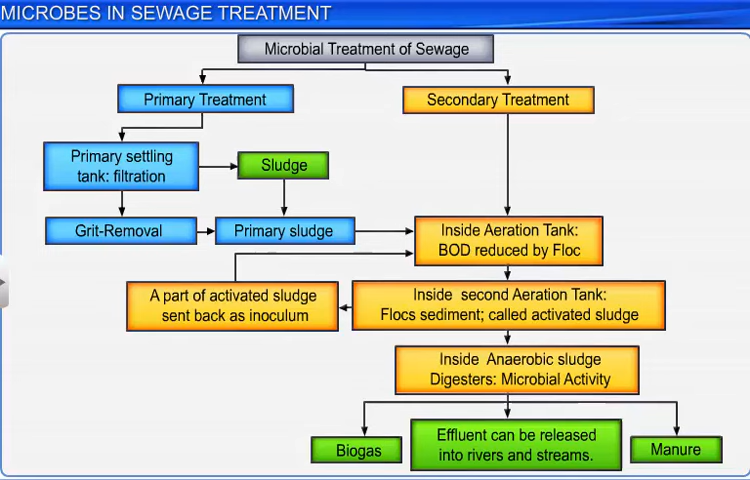 MICROBES IN SEWAGE TREATMENT
Microbial Treatment of Sewage
Primary Treatment
Secondary Treatment
Primary settling
tank: filtration
Sludge
Grit-Removal
Primary sludge
Inside Aeration Tank:
BOD reduced by Floc
A part of activated sludge
sent back as inoculum
Inside second Aeration Tank:
Flocs sediment; called activated sludge
Inside Anaerobic sludge
Digesters: Microbial Activity
Biogas
Effluent can be released
into rivers and streams.
Manure